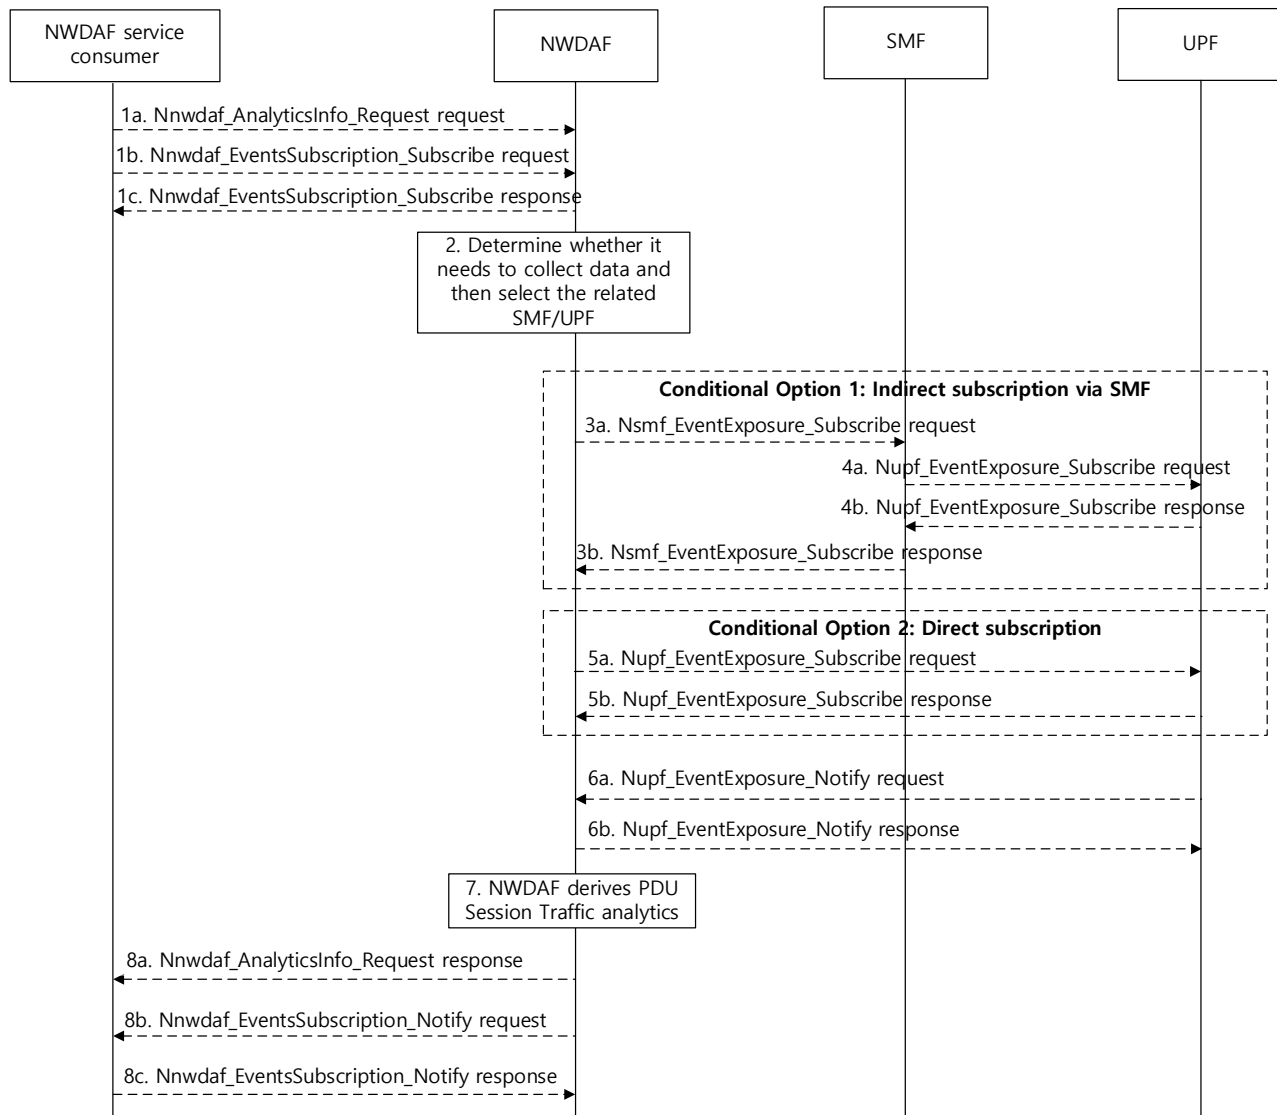 NWDAF service
consumer
NWDAF
SMF
UPF
1a. Nnwdaf_AnalyticsInfo_Request request
1b. Nnwdaf_EventsSubscription_Subscribe request
1c. Nnwdaf_EventsSubscription_Subscribe response
2. Determine whether it
needs to collect data and
then select the related
SMF/UPF
Conditional Option 1: Indirect subscription via SMF
3a. Nsmf_EventExposure_Subscribe request
4a. Nupf_EventExposure_Subscribe request
4b. Nupf_EventExposure_Subscribe response
3b. Nsmf_EventExposure_Subscribe response
Conditional Option 2: Direct subscription
5a. Nupf_EventExposure_Subscribe request
5b. Nupf_EventExposure_Subscribe response
6a. Nupf_EventExposure_Notify request
6b. Nupf_EventExposure_Notify response
7. NWDAF derives PDU
Session Traffic analytics
8a. Nnwdaf_AnalyticsInfo_Request response
8b. Nnwdaf_EventsSubscription_Notify request
8c. Nnwdaf_EventsSubscription_Notify response